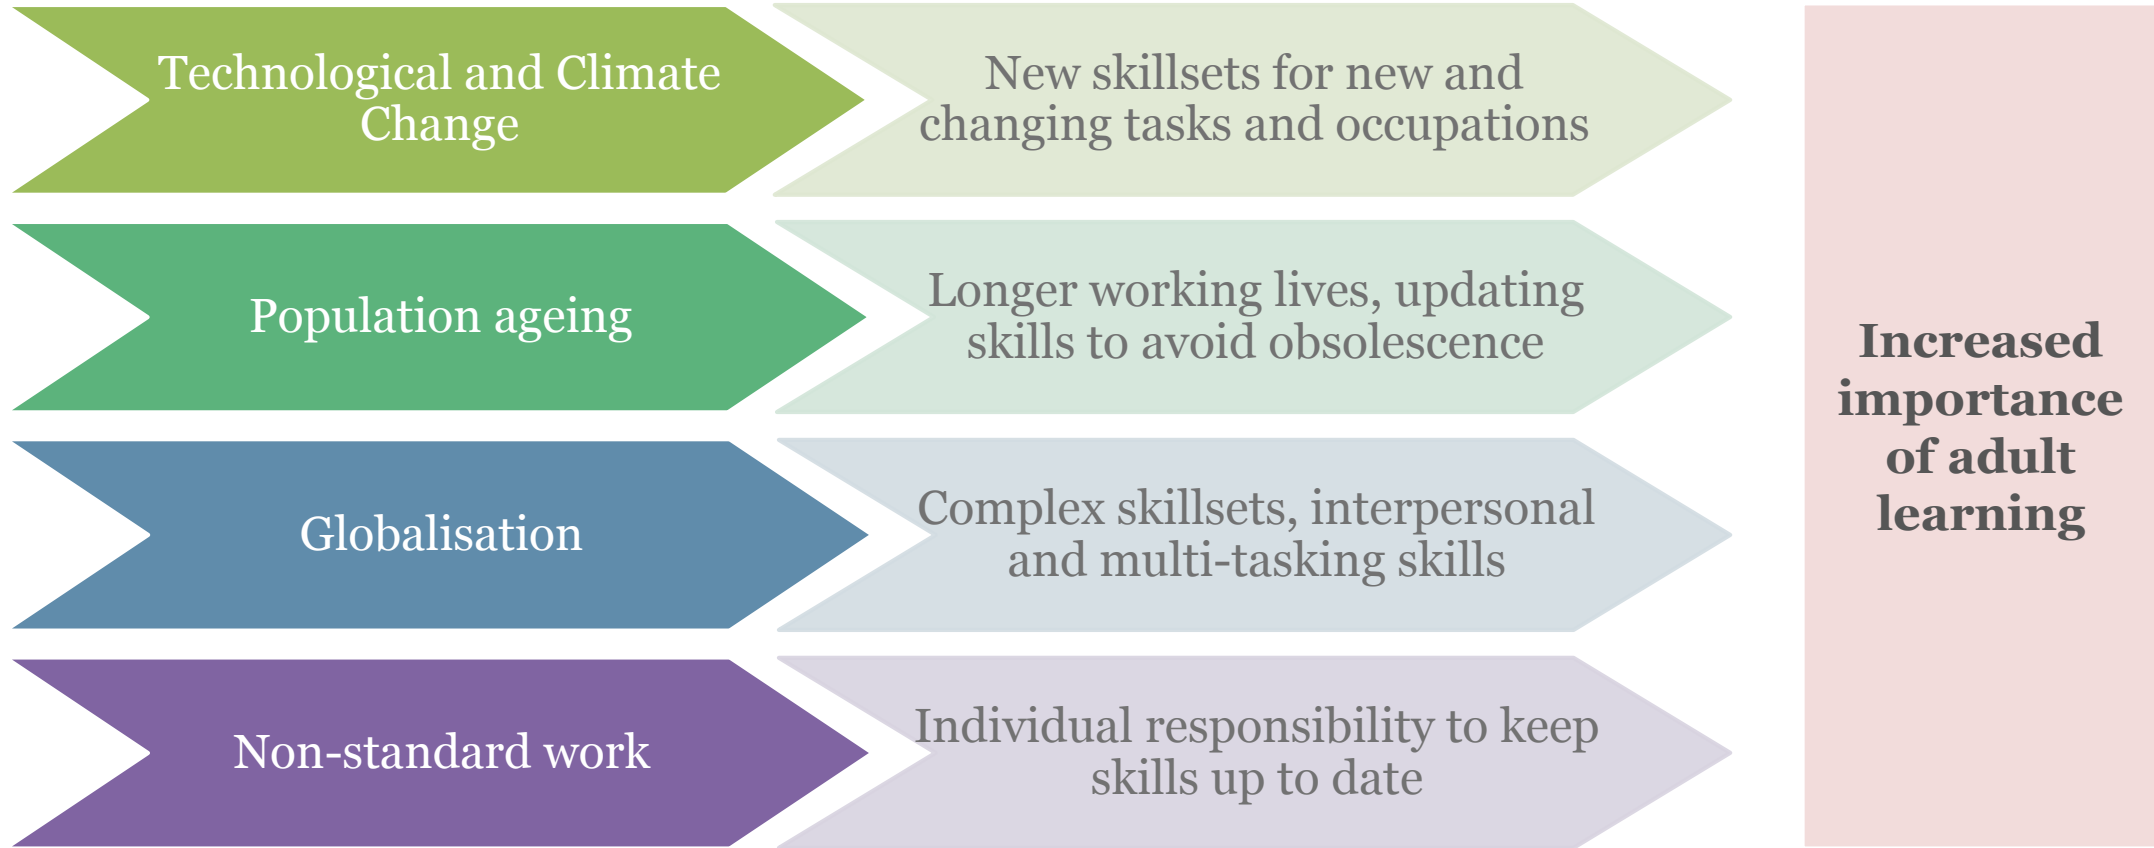 Technological and Climate
Change
New skillsets for new and
changing tasks and occupations
Population ageing
Longer working lives, updating
skills to avoid obsolescence
Globalisation
Complex skillsets, interpersonal
and multi-tasking skills
Non-standard work
Individual responsibility to keep
skills up to date
Increased
importance
of adult
learning